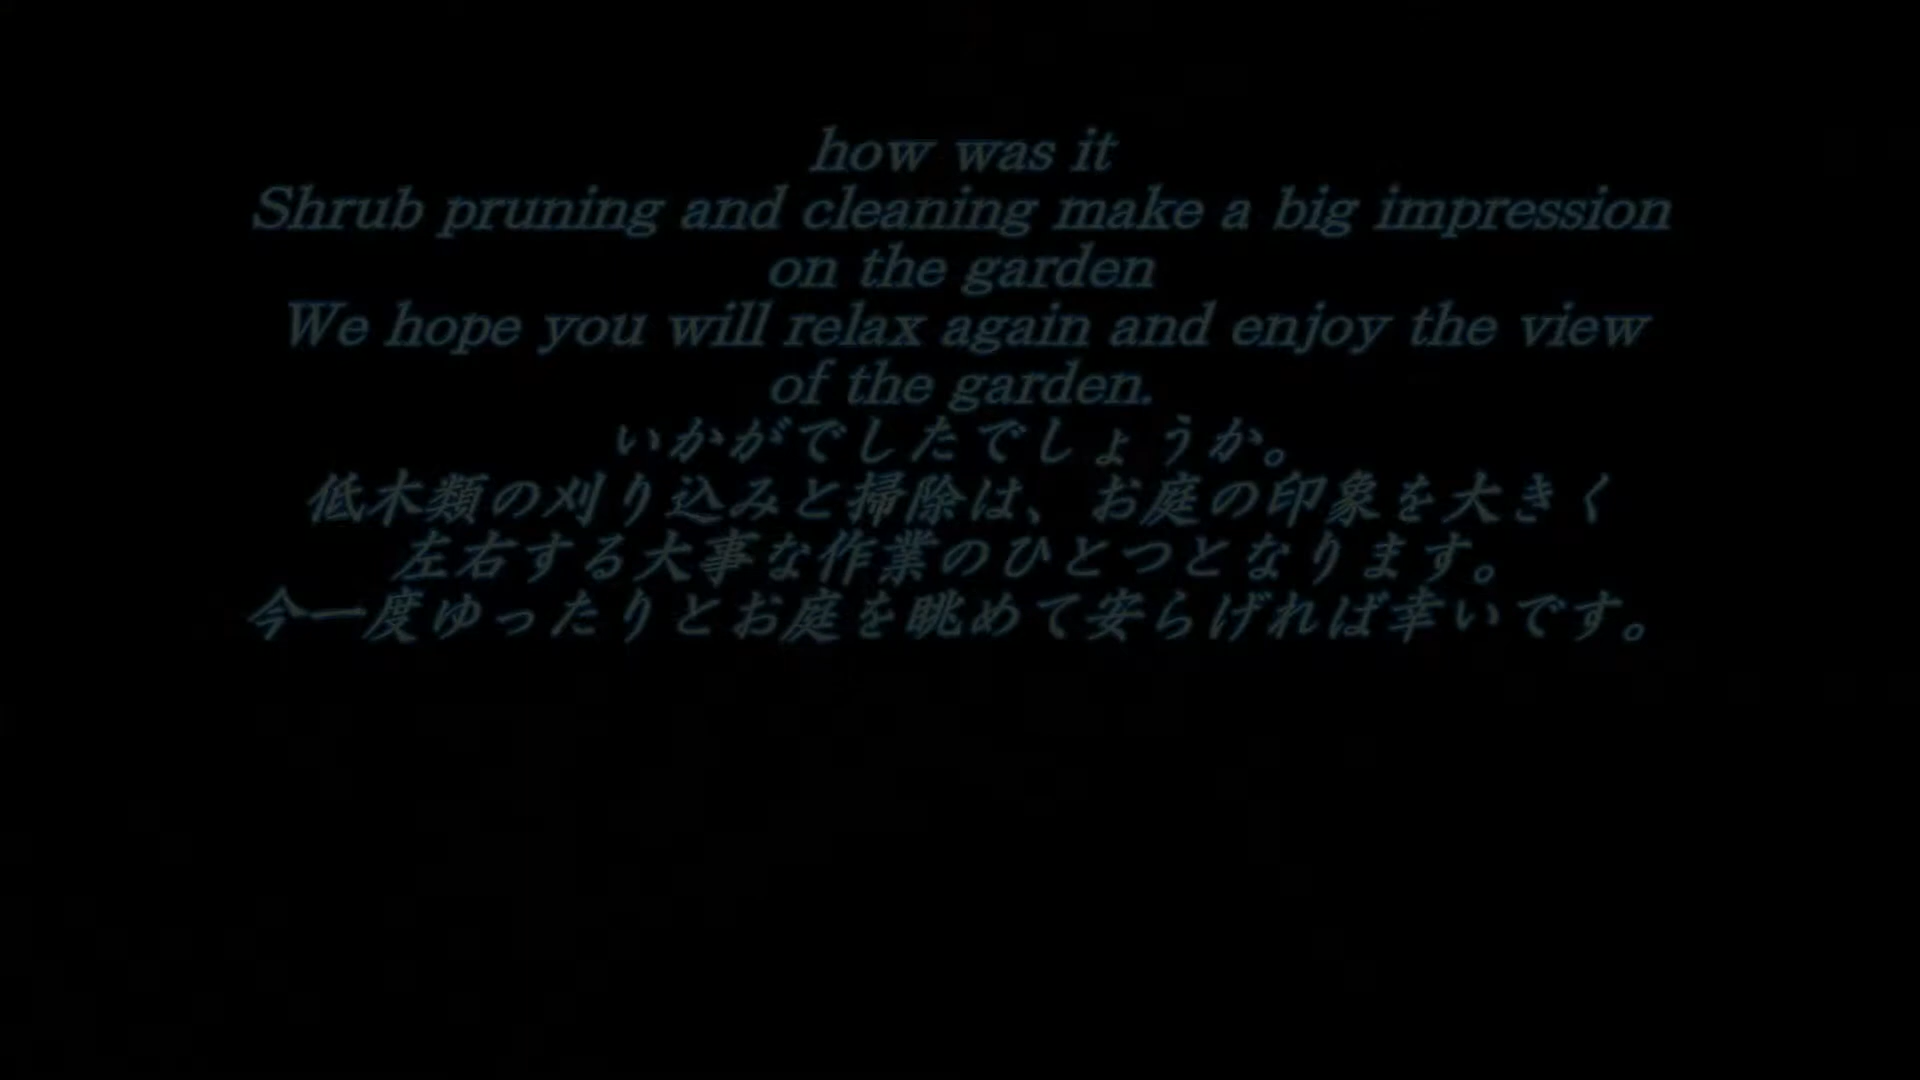 how was it
Shrub pruning and cleaning make a big impression
on the garden
We hope you will relax again and enjoy the view
of the garden.
いかがでしたでしょうか。
低木類の刈り込みと掃除は、お庭の印象を大きく
左右する大事な作業のひとつとなります。
今一度ゆったりとお庭を眺めて安らげれば幸いです。